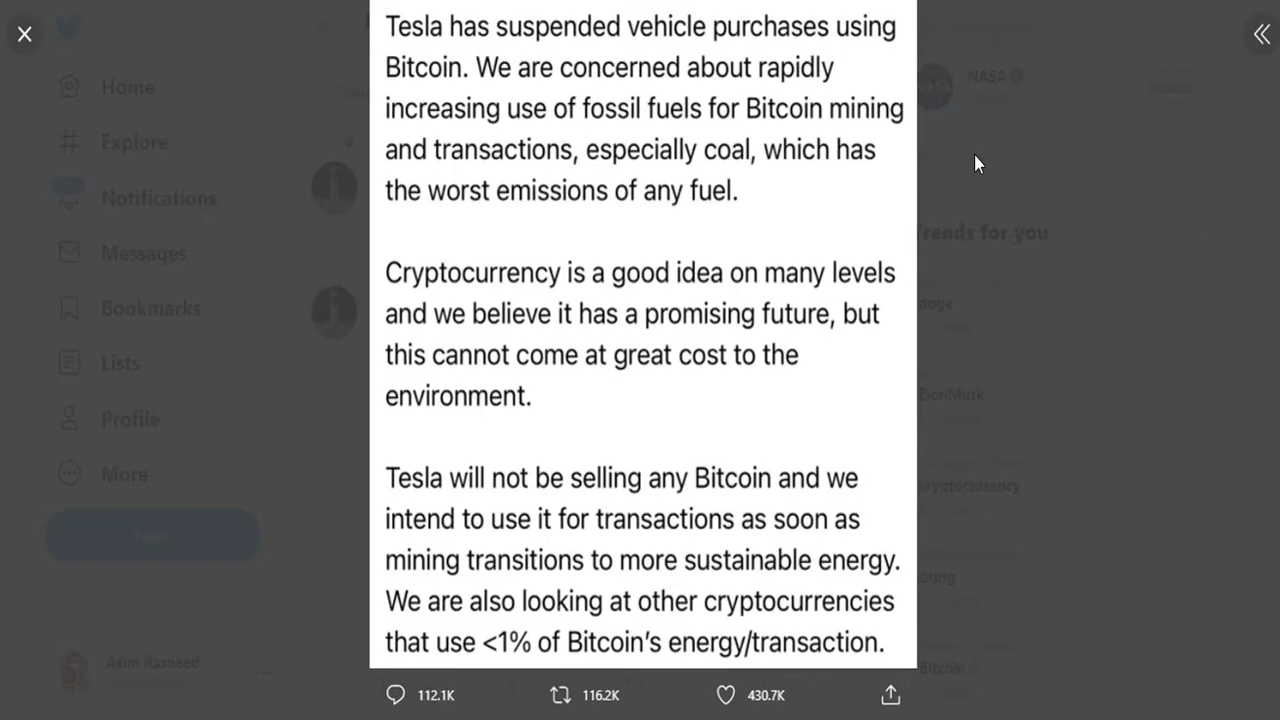 Tesla has suspended vehicle purchases using
Bitcoin. We are concerned about rapidly
increasing use of fossil fuels for Bitcoin mining
and transactions, especially coal, which has
the worst emissions of any fuel.
Cryptocurrency is a good idea on many levels
and we believe it has a promising future, but
this cannot come at great cost to the
environment.
Tesla will not be selling any Bitcoin and we
intend to use it for transactions as soon as
mining transitions to more sustainable energy.
We are also looking at other cryptocurrencies
that use <1% of Bitcoin's energy/transaction.
112.1K 116.2K 430.7K
Home
Explore
Notifications
Messages
Bookmarks
Lists
Profile
More
Asim Rasheed
NASA
Trends for you
doge
ElonMusk
cryptocurrency
Bitcoin